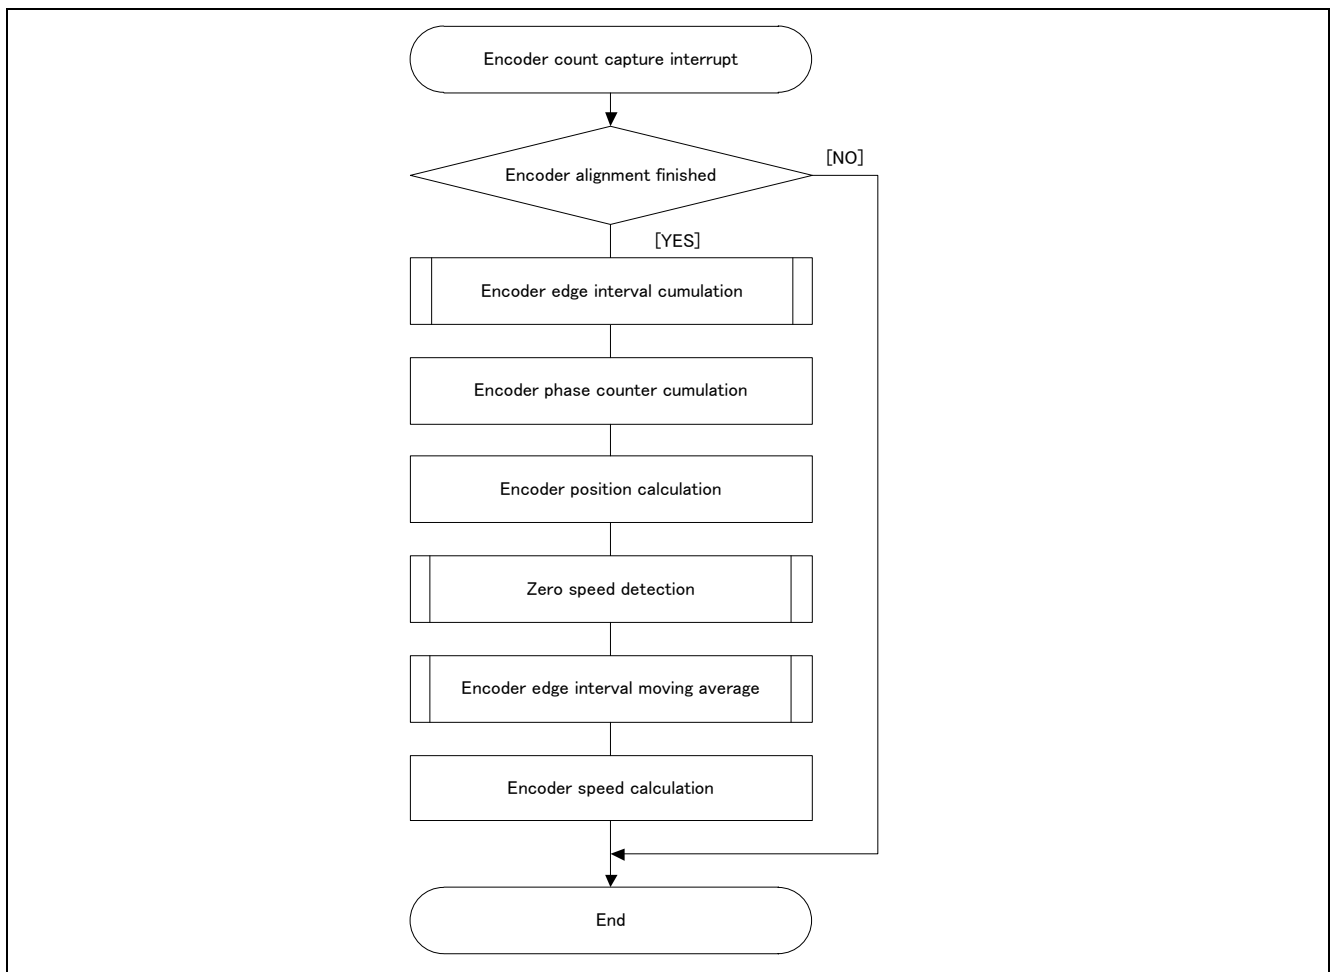 Encoder count capture interrupt
Encoder alignment finished
[NO]
[YES]
Encoder edge interval cumulation
Encoder phase counter cumulation
Encoder position calculation
Zero speed detection
Encoder edge interval moving average
Encoder speed calculation
End